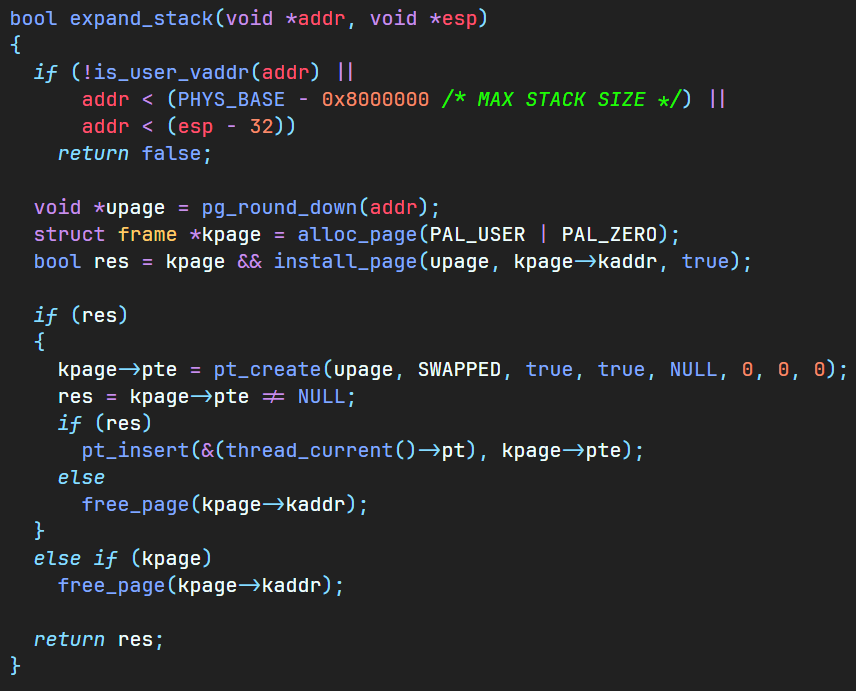 bool expand_stack(void *addr, void *esp)
{
  if (!is_user_vaddr(addr) ||
      addr < (PHYS_BASE - 0x8000000 /* MAX STACK SIZE */) ||
      addr < (esp - 32))
    return false;

  void *upage = pg_round_down(addr);
  struct frame *kpage = alloc_page(PAL_USER | PAL_ZERO);
  bool res = kpage && install_page(upage, kpage->kaddr, true);

  if (res)
  {
    kpage->pte = pt_create(upage, SWAPPED, true, true, NULL, 0, 0, 0);
    res = kpage->pte != NULL;
    if (res)
      pt_insert(&(thread_current()->pt), kpage->pte);
    else
      free_page(kpage->kaddr);
  }
  else if (kpage)
    free_page(kpage->kaddr);

  return res;
}